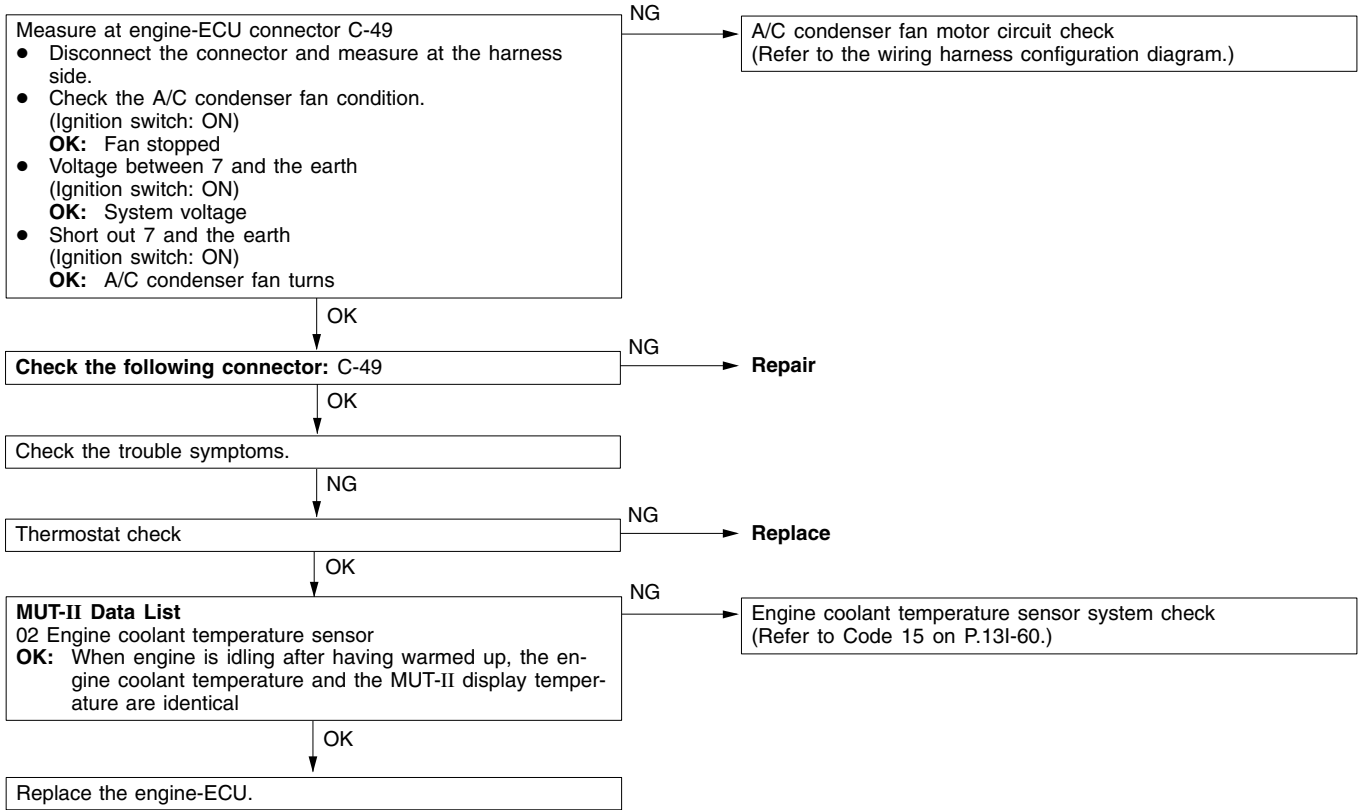 Measure at engine-ECU connector C-49
● Disconnect the connector and measure at the harness
side.
● Check the A/C condenser fan condition.
(Ignition switch: ON)
OK: Fan stopped
● Voltage between 7 and the earth
(Ignition switch: ON)
OK: System voltage
● Short out 7 and the earth
(Ignition switch: ON)
OK: A/C condenser fan turns
NG
A/C condenser fan motor circuit check
(Refer to the wiring harness configuration diagram.)
OK
Check the following connector: C-49
NG
Repair
OK
Check the trouble symptoms.
NG
Thermostat check
NG
Replace
OK
MUT-II Data List
02 Engine coolant temperature sensor
OK: When engine is idling after having warmed up, the en-
gine coolant temperature and the MUT-II display temper-
ature are identical
NG
Engine coolant temperature sensor system check
(Refer to Code 15 on P.13I-60.)
OK
Replace the engine-ECU.